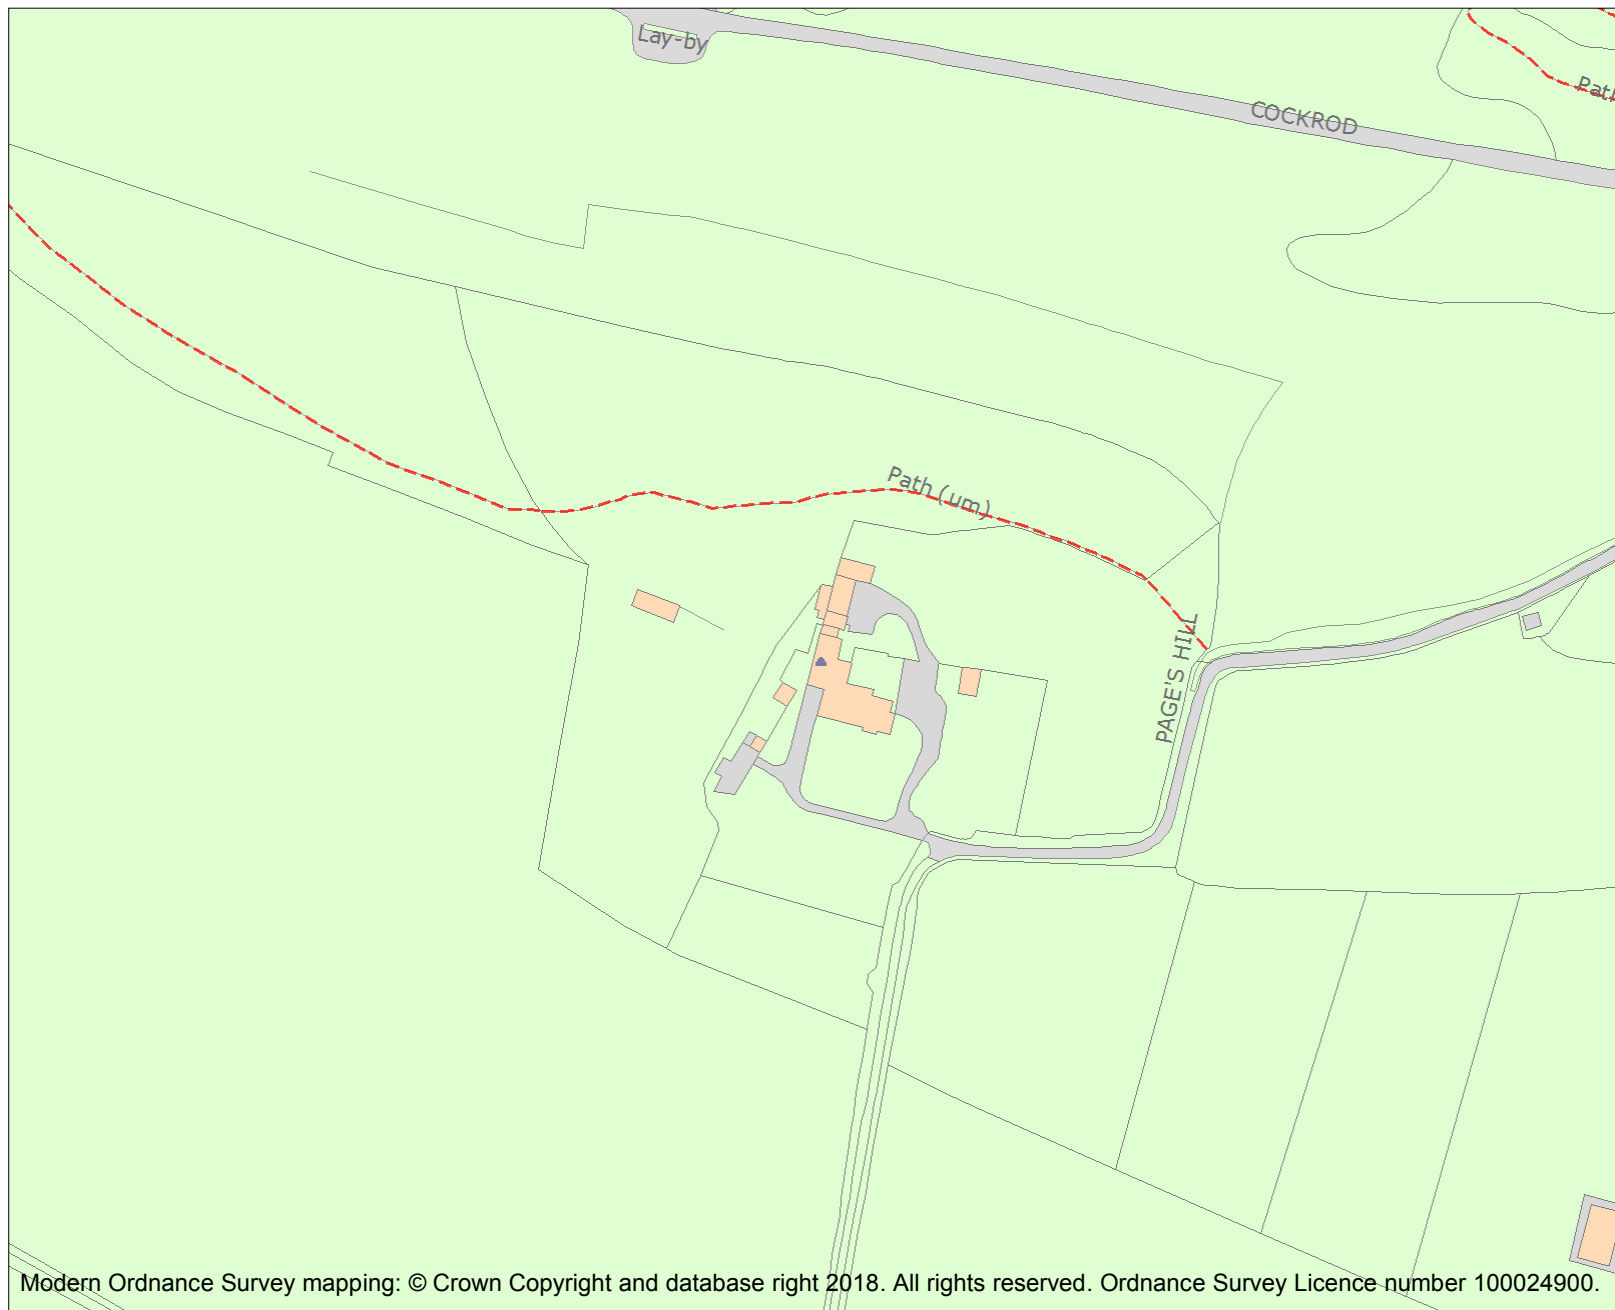 Lay-by
COCKROD
Path (um)
PAGE'S HILL
Modern Ordnance Survey mapping: © Crown Copyright and database right 2018. All rights reserved. Ordnance Survey Licence number 100024900.